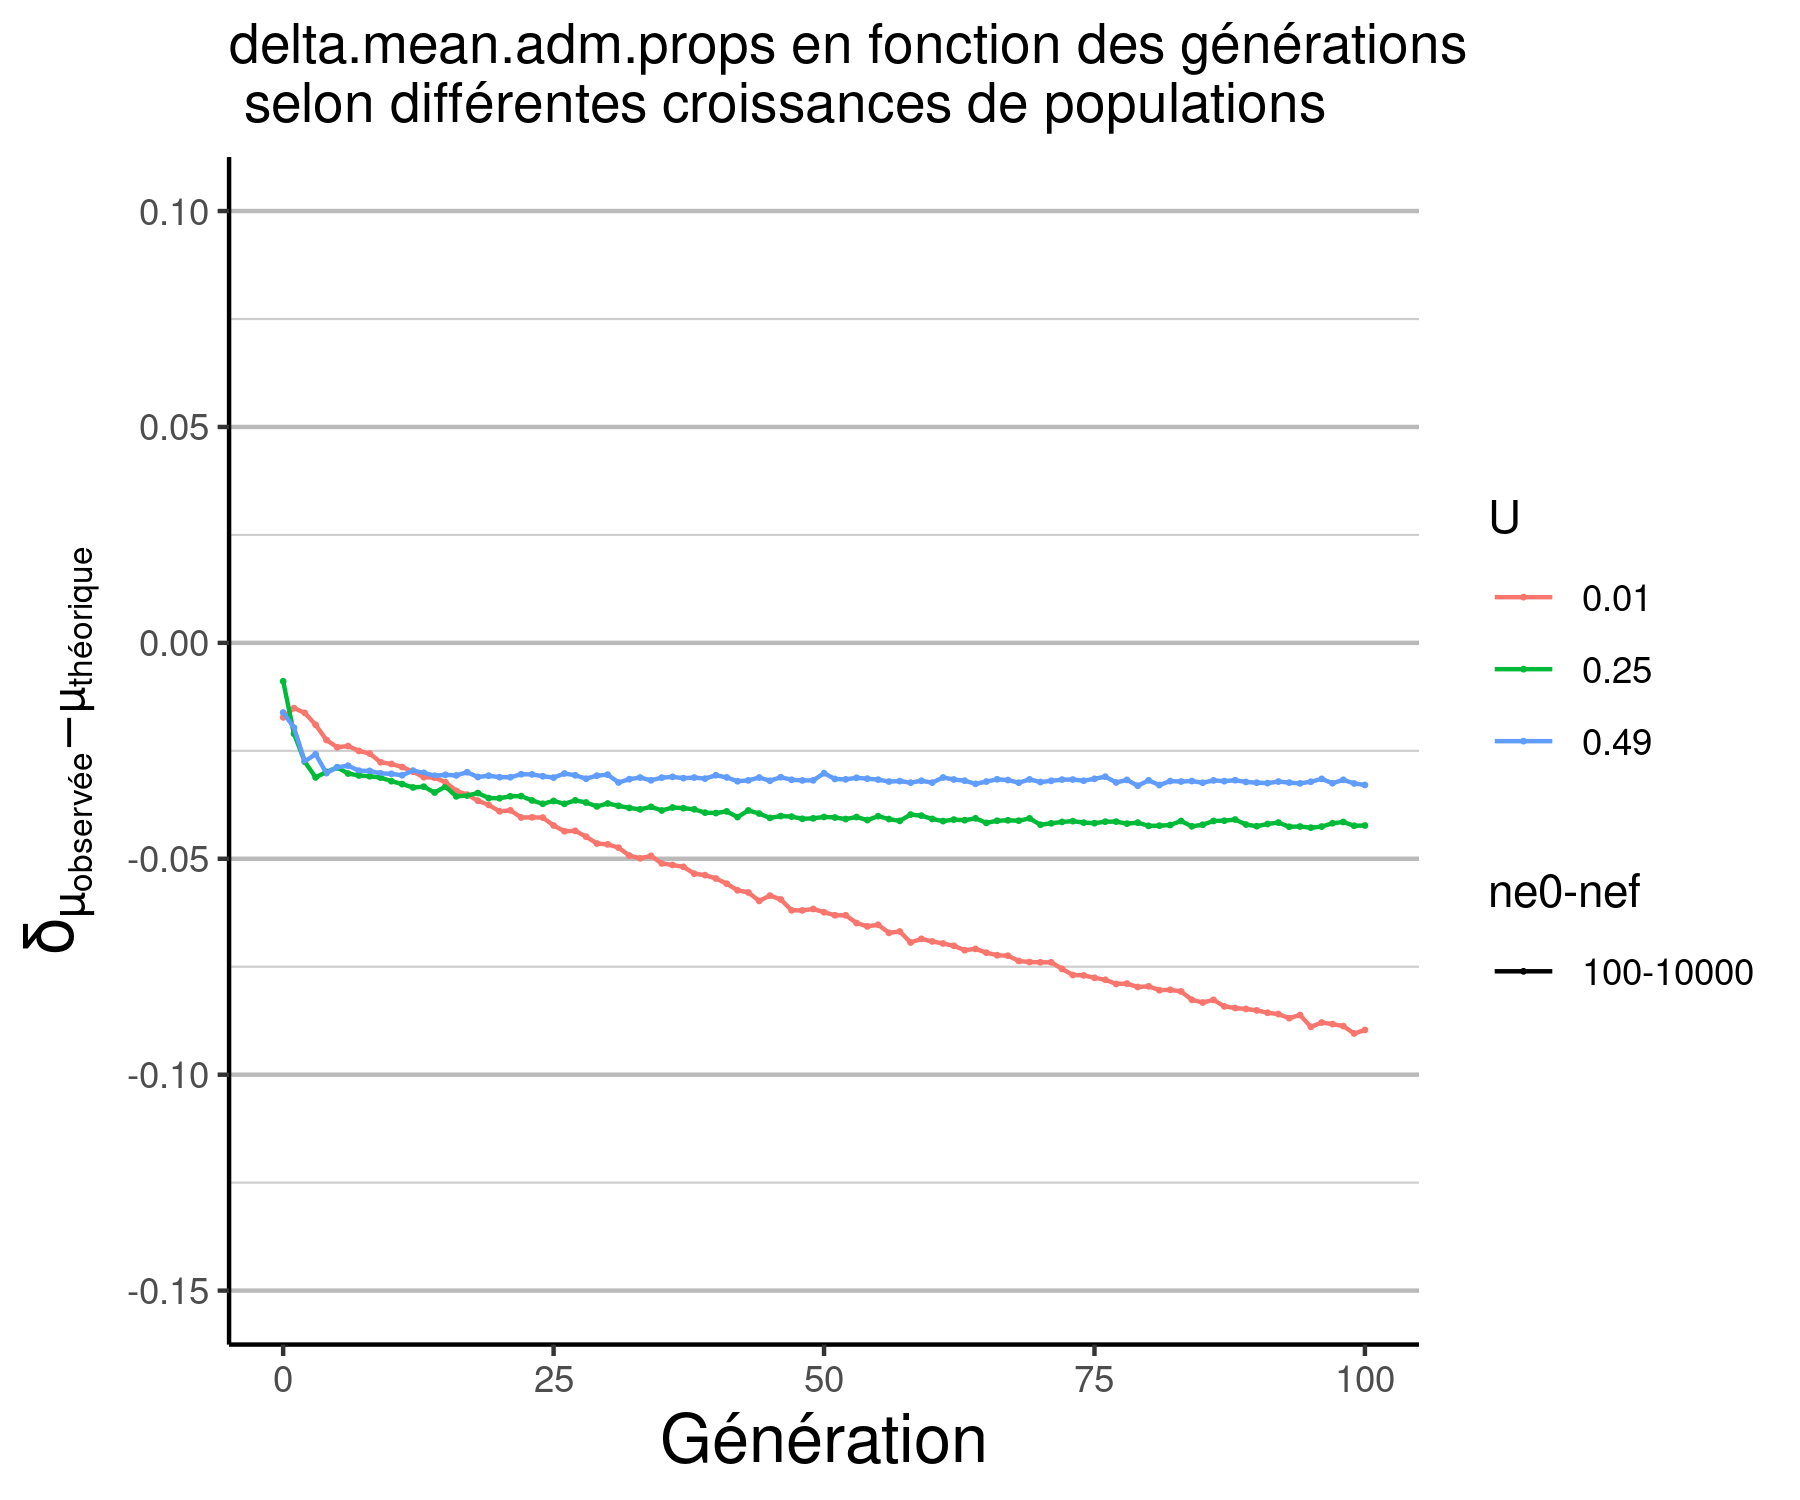 delta.mean.adm.props en fonction des générations
selon différentes croissances de populations
δμobservée−μthéorique
0.10
0.05
0.00
-0.05
-0.10
-0.15
0 25 50 75 100
Génération
U
0.01
0.25
0.49
ne0-nef
100-10000